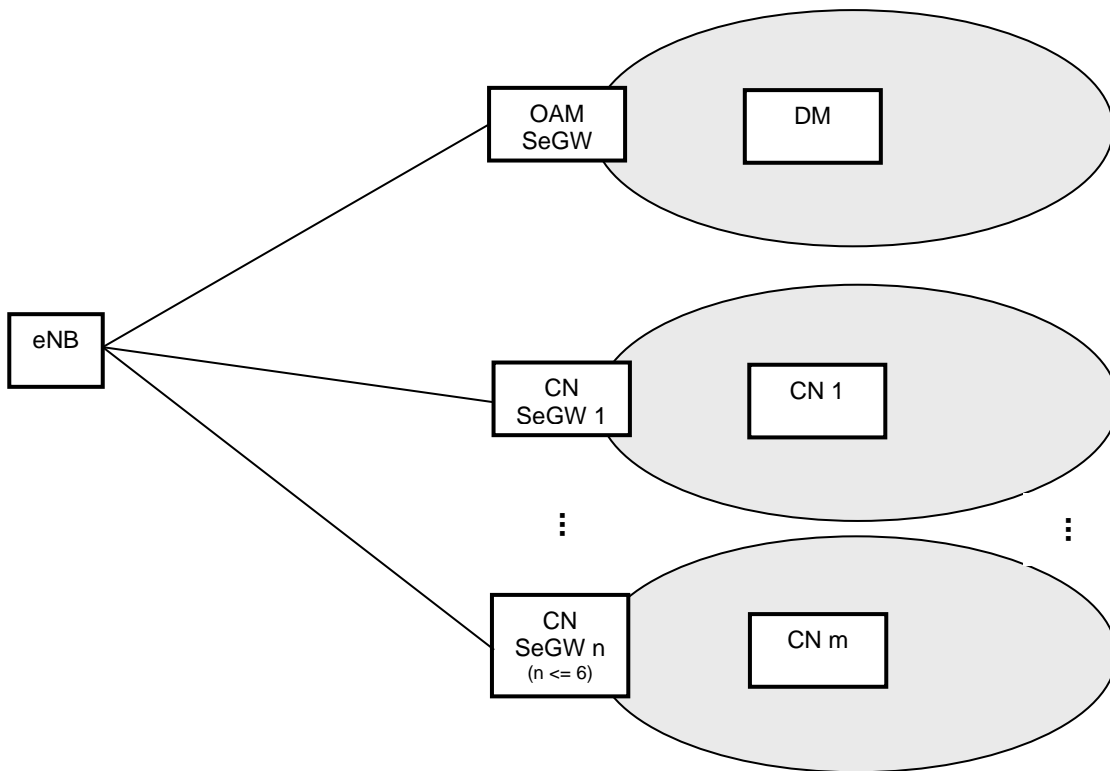 OAM
SeGW
DM
eNB
CN
SeGW 1
CN 1
⋮
⋮
CN
SeGW n
(n <= 6)
CN m